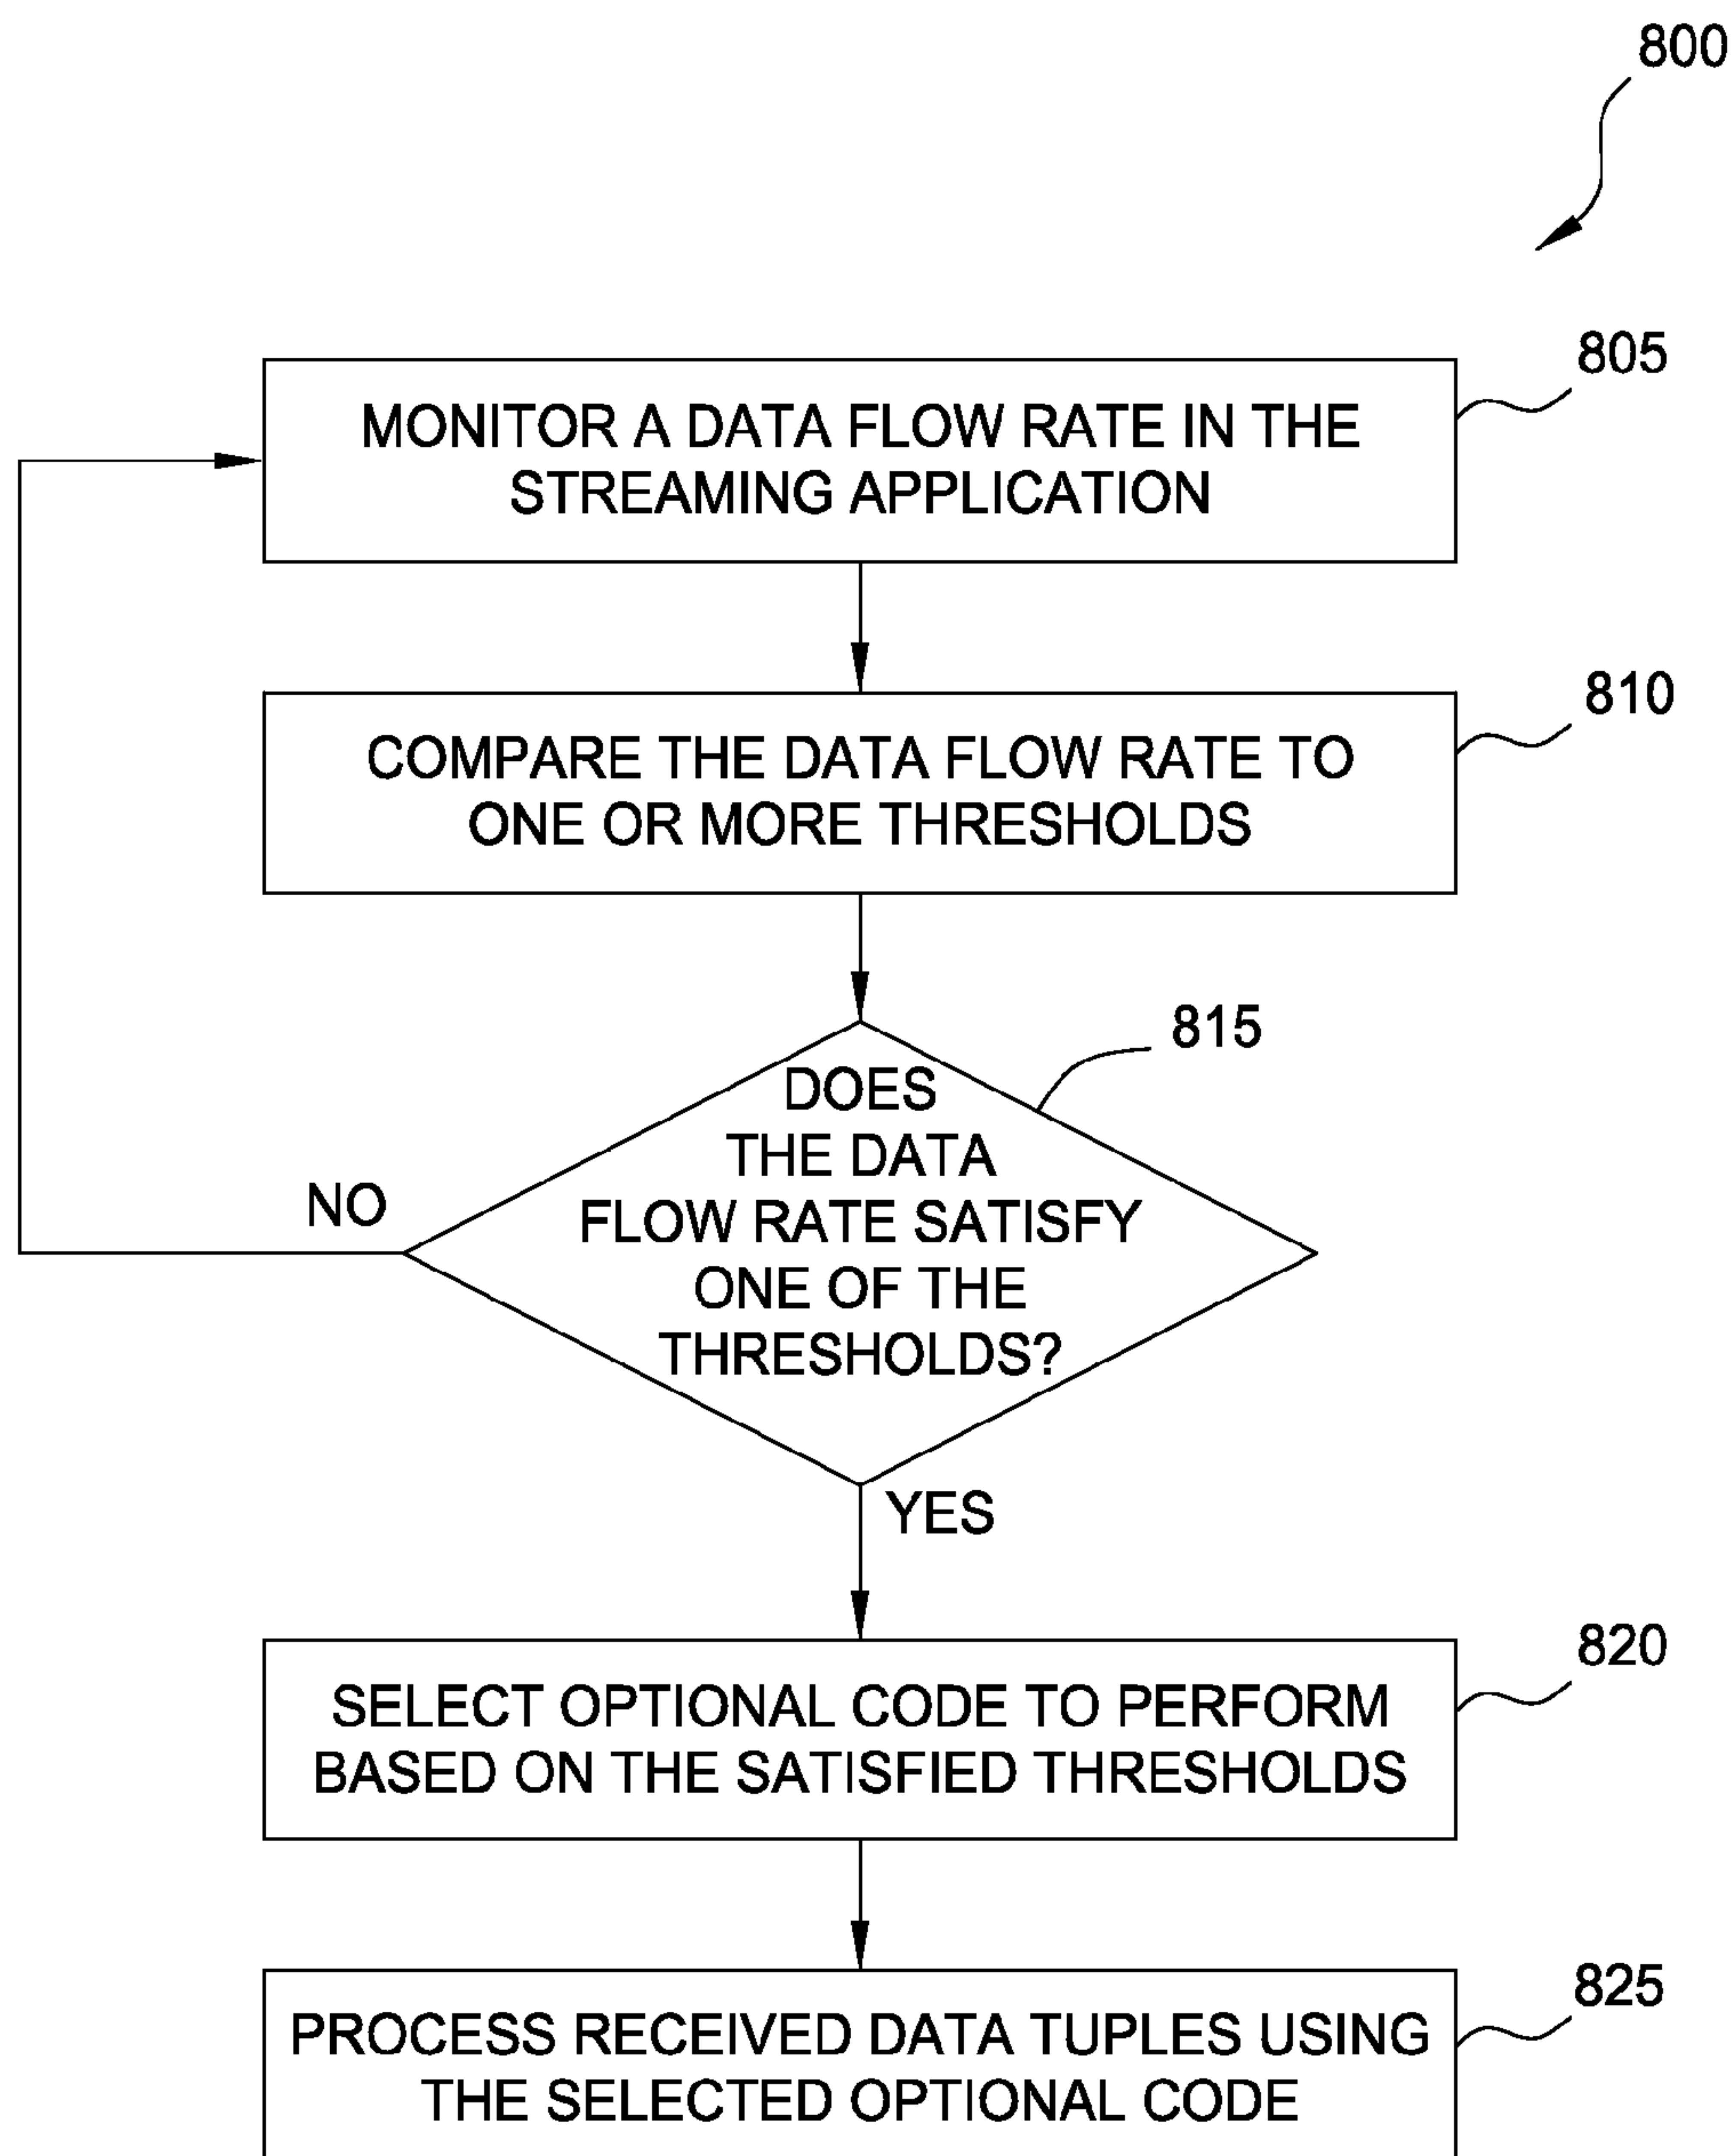 800
805
MONITOR A DATA FLOW RATE IN THE
STREAMING APPLICATION
810
COMPARE THE DATA FLOW RATE TO
ONE OR MORE THRESHOLDS
815
DOES
THE DATA
FLOW RATE SATISFY
ONE OF THE
THRESHOLDS?
NO
YES
820
SELECT OPTIONAL CODE TO PERFORM
BASED ON THE SATISFIED THRESHOLDS
825
PROCESS RECEIVED DATA TUPLES USING
THE SELECTED OPTIONAL CODE